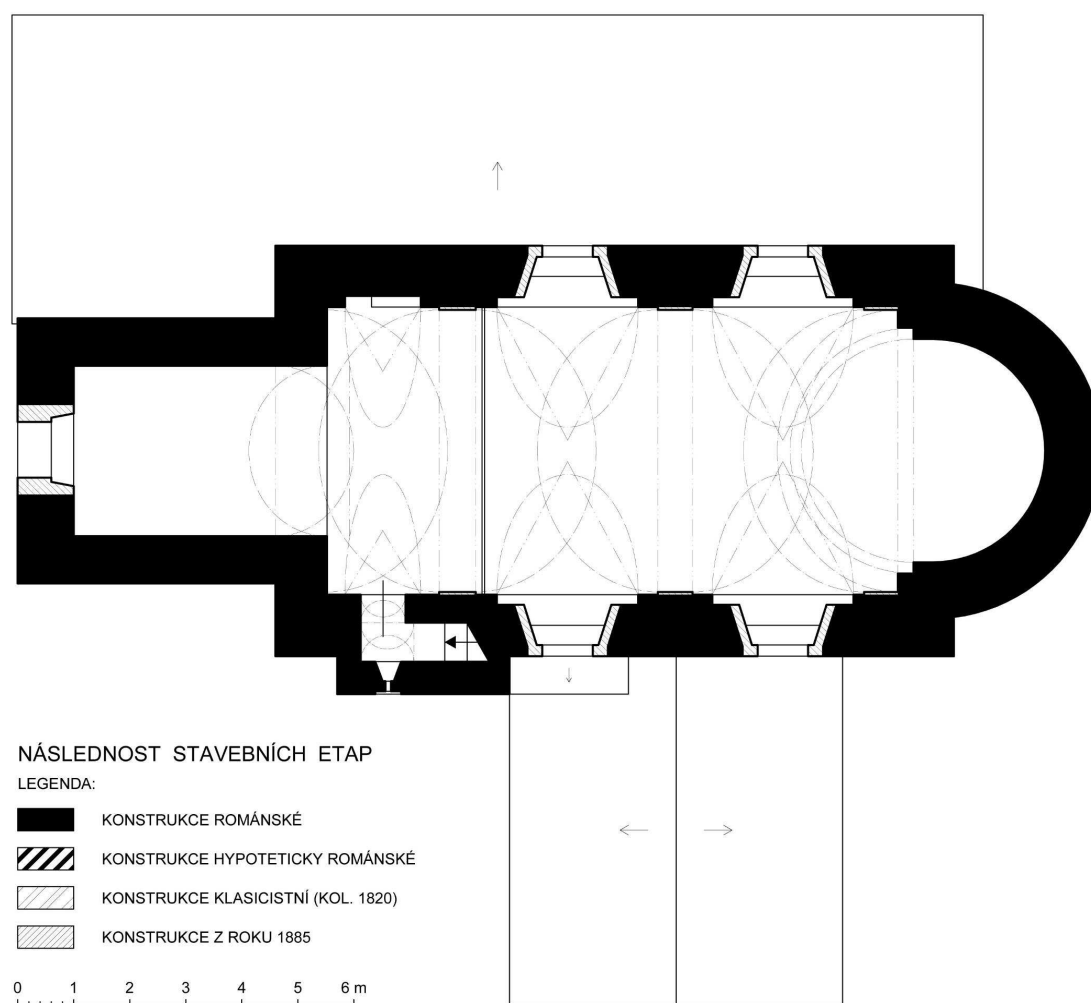 NÁSLEDNOST STAVEBNÍCH ETAP
LEGENDA:
KONSTRUKCE ROMÁNSKÉ
KONSTRUKCE HYPOTETICKY ROMÁNSKÉ
KONSTRUKCE KLASICISTNÍ (KOL. 1820)
KONSTRUKCE Z ROKU 1885
0 1 2 3 4 5 6 m